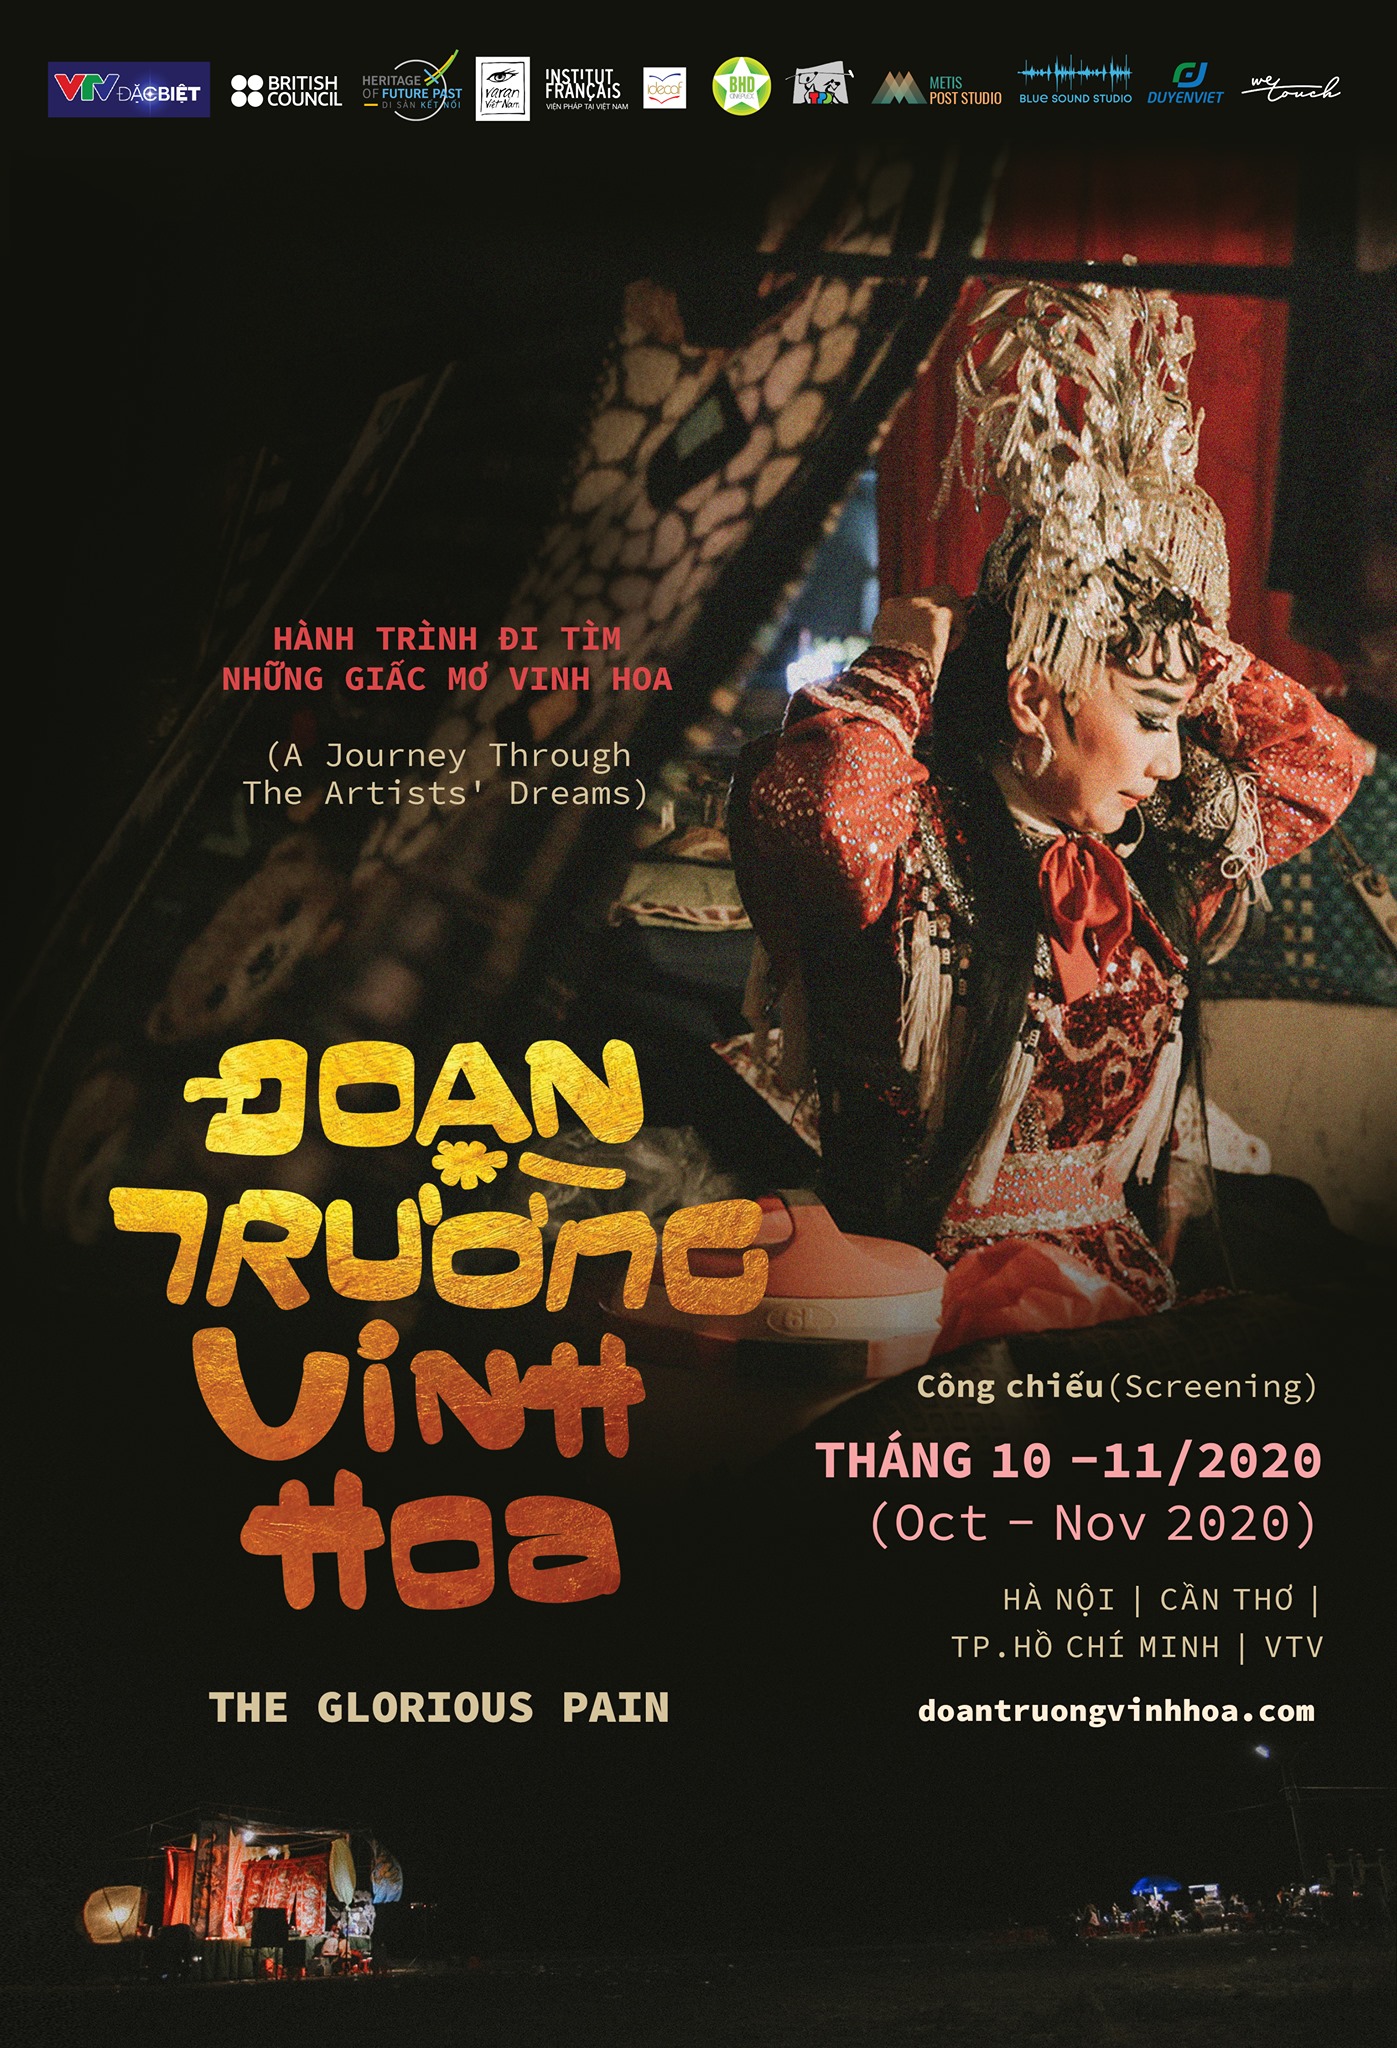 VTV ĐẶC BIỆT
BRITISH
COUNCIL
HERITAGE
OF FUTURE PAST
DI SẢN KẾT NỐI
varan
Việt Nam
INSTITUT
FRANÇAIS
VIỆN PHÁP TẠI VIỆT NAM
idecaf
BHD
CINEPLEX
METIS
POST STUDIO
BLUE SOUND STUDIO
DUYENVIET
we touch
HÀNH TRÌNH ĐI TÌM
NHỮNG GIẤC MƠ VINH HOA
(A Journey Through
The Artists' Dreams)
ĐOẠN
TRƯỜNG
VINH
HOA
THE GLORIOUS PAIN
Công chiếu(Screening)
THÁNG 10 –11/2020
(Oct – Nov 2020)
HÀ NỘI | CẦN THƠ |
TP.HỒ CHÍ MINH | VTV
doantruongvinhhoa.com